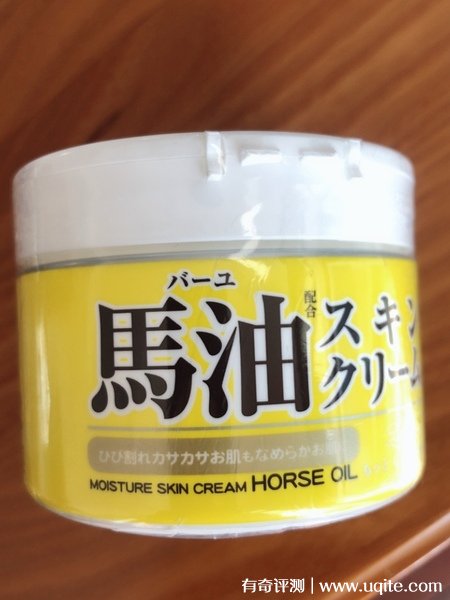 バーユ
馬油 配合 スキン
クリーム
ひび割れカサカサお肌もなめらかお肌
MOISTURE SKIN CREAM HORSE OIL
有奇评测 | www.uqite.com